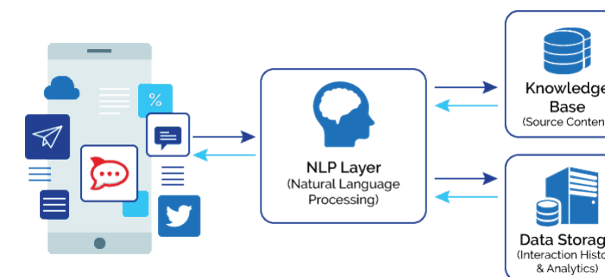 %
NLP Layer
(Natural Language
Processing)
Knowledge
Base
(Source Conten
Data Storag
(Interaction Histo
& Analytics)